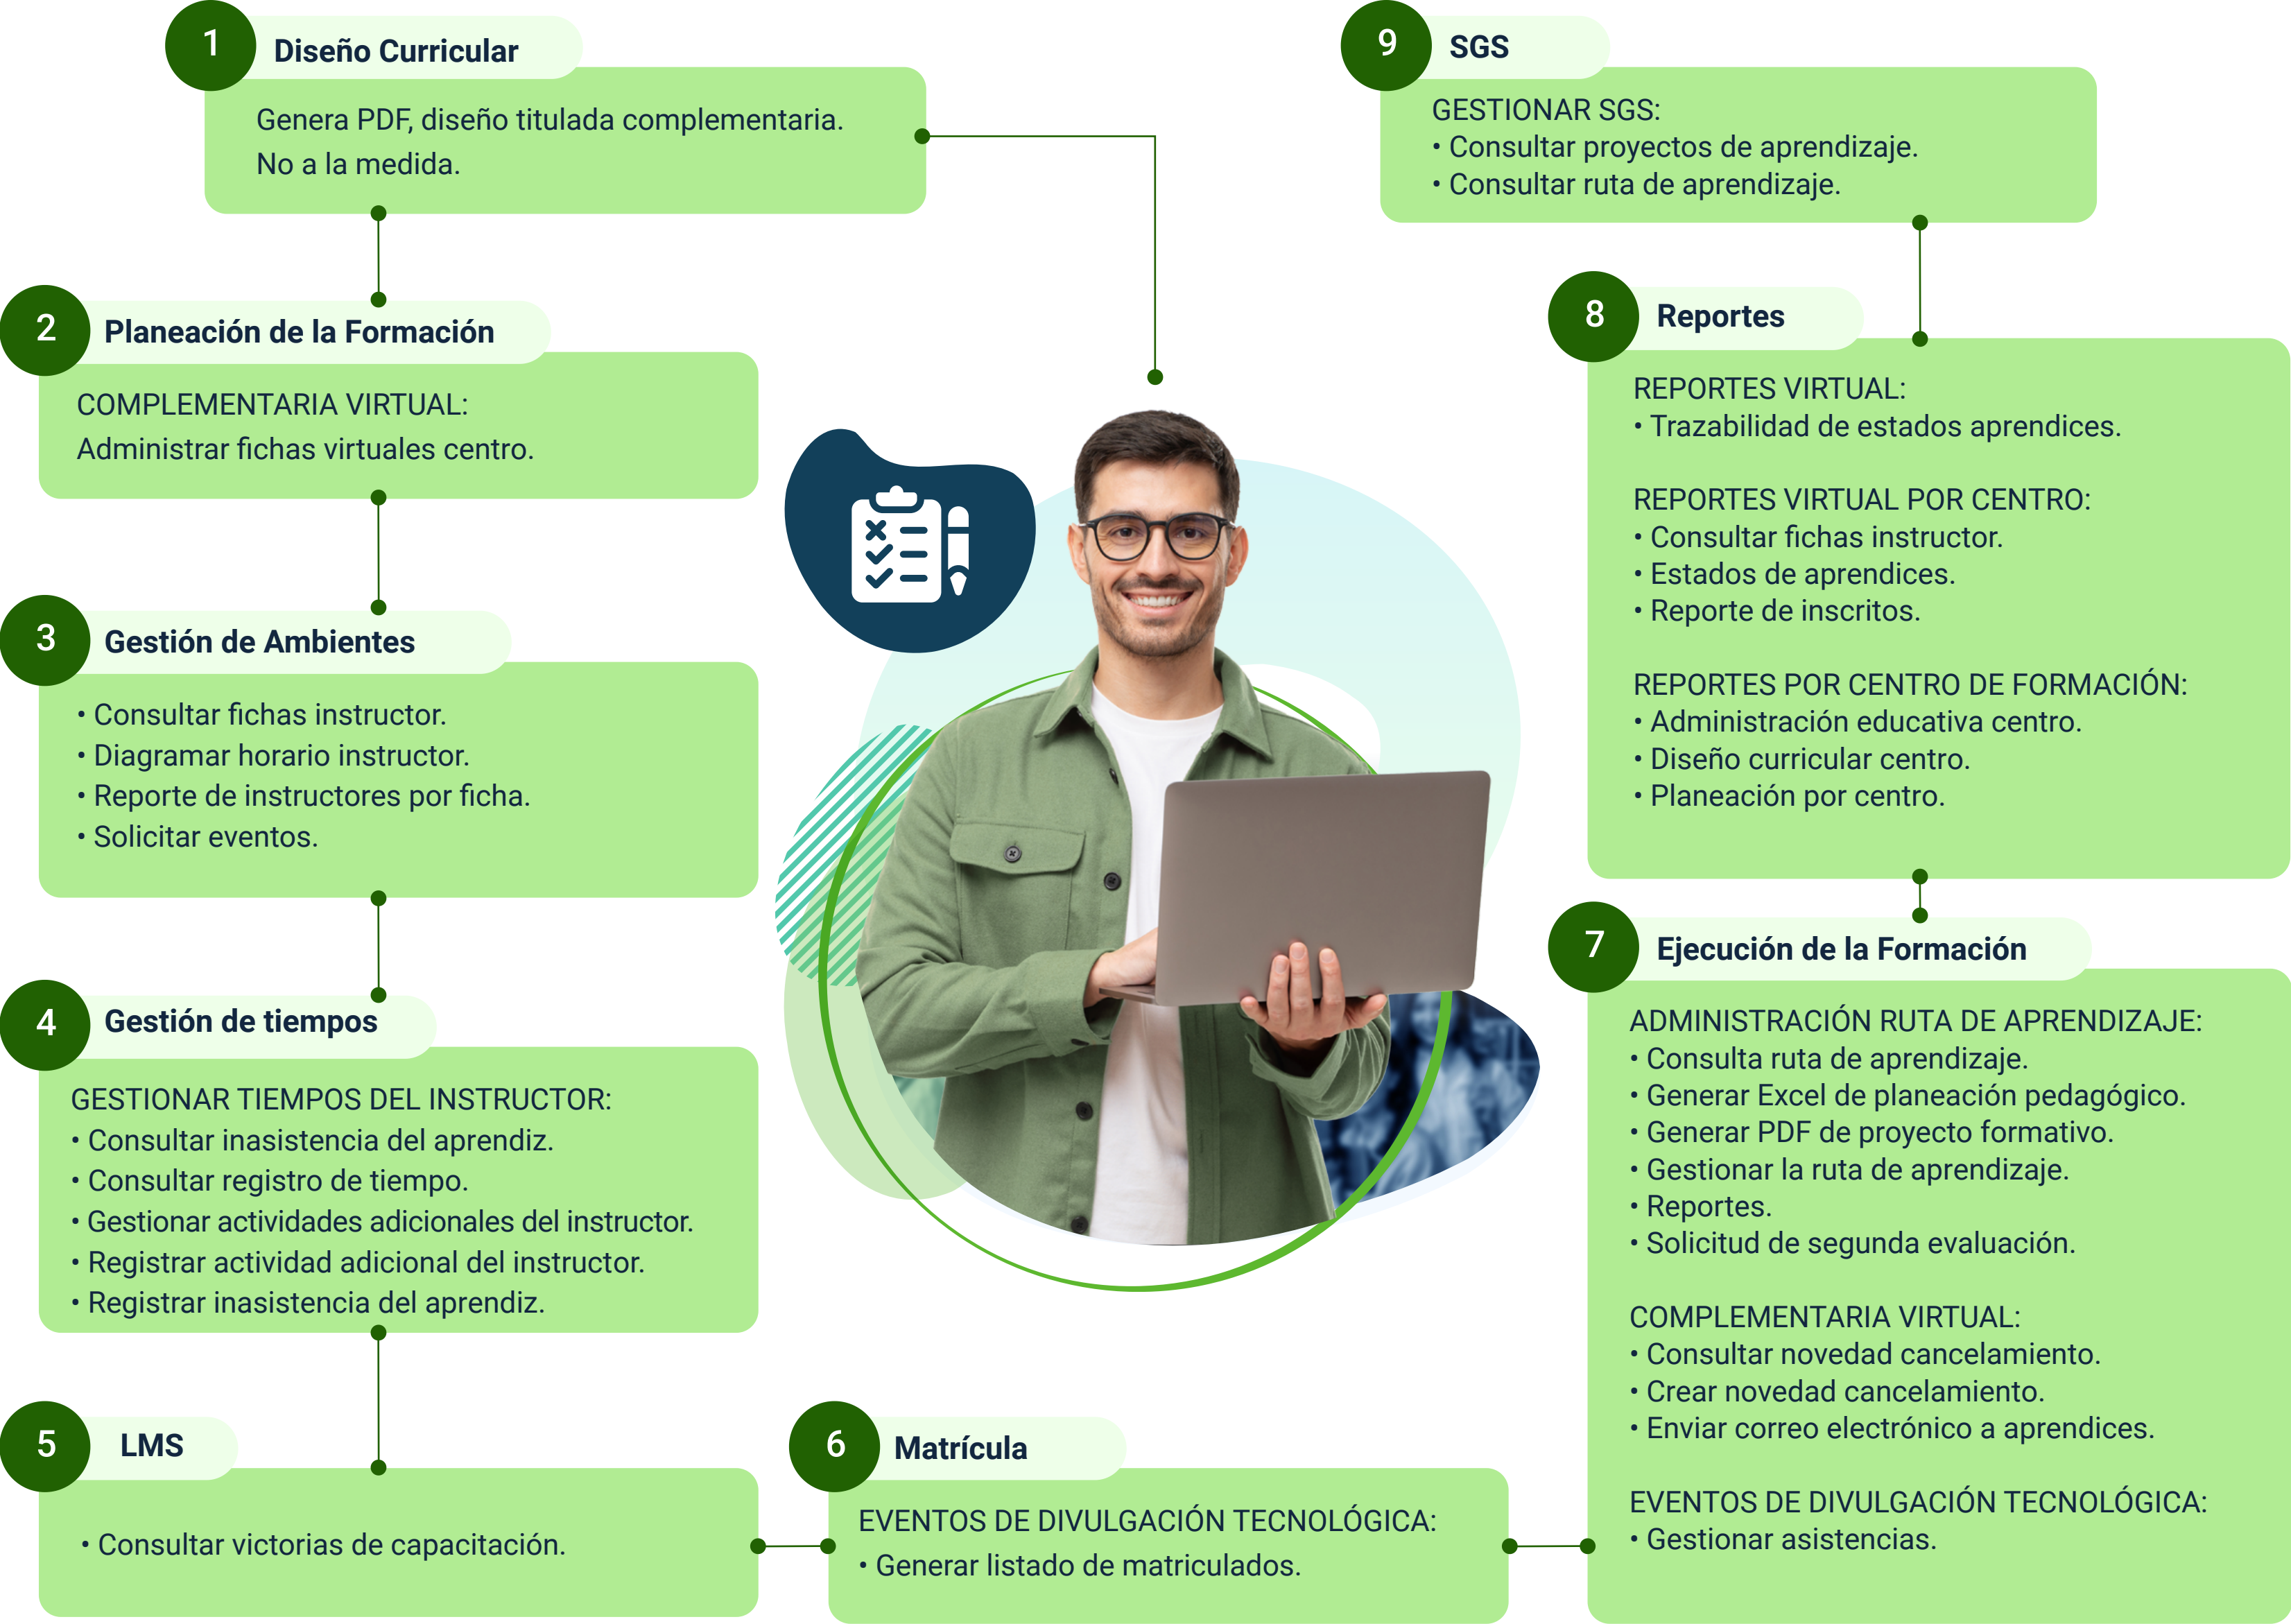 1
Diseño Curricular
Genera PDF, diseño titulada complementaria.
No a la medida.
2
Planeación de la Formación
COMPLEMENTARIA VIRTUAL:
Administrar fichas virtuales centro.
3
Gestión de Ambientes
• Consultar fichas instructor.
• Diagramar horario instructor.
• Reporte de instructores por ficha.
• Solicitar eventos.
4
Gestión de tiempos
GESTIONAR TIEMPOS DEL INSTRUCTOR:
• Consultar inasistencia del aprendiz.
• Consultar registro de tiempo.
• Gestionar actividades adicionales del instructor.
• Registrar actividad adicional del instructor.
• Registrar inasistencia del aprendiz.
5
LMS
• Consultar victorias de capacitación.
6
Matrícula
EVENTOS DE DIVULGACIÓN TECNOLÓGICA:
• Generar listado de matriculados.
7
Ejecución de la Formación
ADMINISTRACIÓN RUTA DE APRENDIZAJE:
• Consulta ruta de aprendizaje.
• Generar Excel de planeación pedagógico.
• Generar PDF de proyecto formativo.
• Gestionar la ruta de aprendizaje.
• Reportes.
• Solicitud de segunda evaluación.
COMPLEMENTARIA VIRTUAL:
• Consultar novedad cancelamiento.
• Crear novedad cancelamiento.
• Enviar correo electrónico a aprendices.
EVENTOS DE DIVULGACIÓN TECNOLÓGICA:
• Gestionar asistencias.
8
Reportes
REPORTES VIRTUAL:
• Trazabilidad de estados aprendices.
REPORTES VIRTUAL POR CENTRO:
• Consultar fichas instructor.
• Estados de aprendices.
• Reporte de inscritos.
REPORTES POR CENTRO DE FORMACIÓN:
• Administración educativa centro.
• Diseño curricular centro.
• Planeación por centro.
9
SGS
GESTIONAR SGS:
• Consultar proyectos de aprendizaje.
• Consultar ruta de aprendizaje.